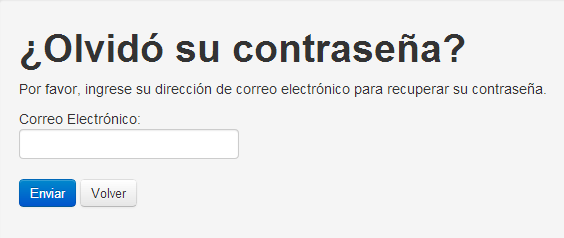 ¿Olvidó su contraseña?
Por favor, ingrese su dirección de correo electrónico para recuperar su contraseña.
Correo Electrónico:
Enviar Volver